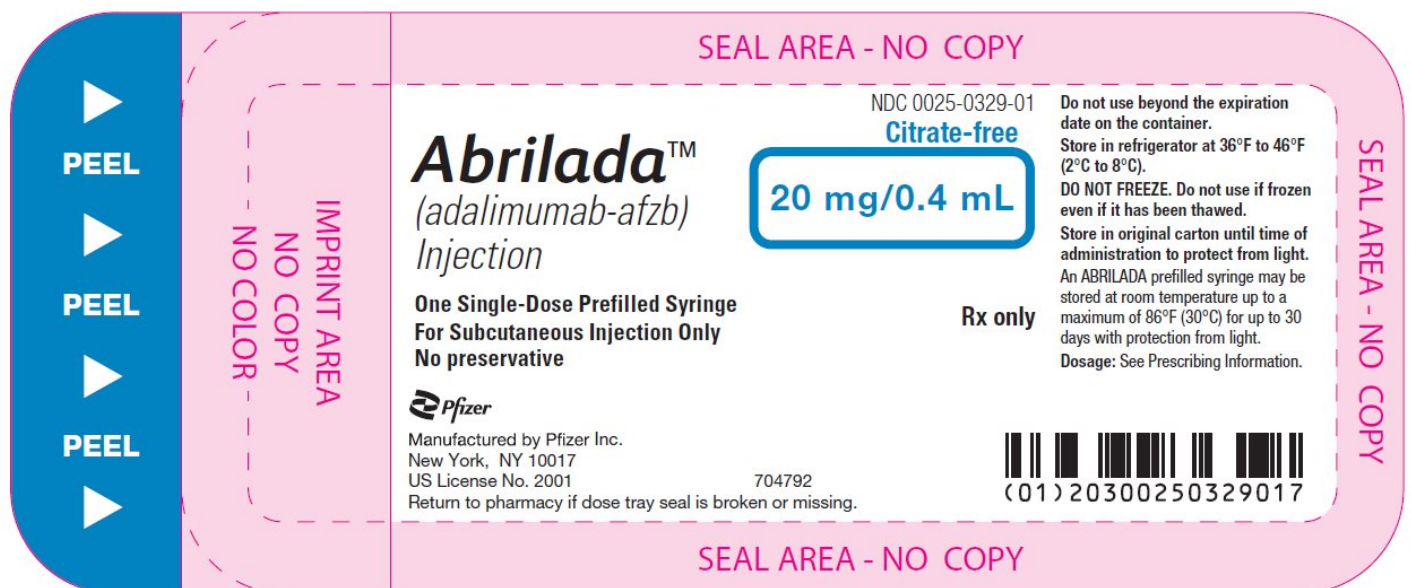 SEAL AREA - NO COPY
PEEL
PEEL
PEEL
IMPRINT AREA
NO COPY
NO COLOR
NDC 0025-0329-01
Citrate-free
Abrilada™
(adalimumab-afzb)
Injection
20 mg/0.4 mL
One Single-Dose Prefilled Syringe
For Subcutaneous Injection Only
No preservative
Rx only
Pfizer
Manufactured by Pfizer Inc.
New York, NY 10017
US License No. 2001
704792
Return to pharmacy if dose tray seal is broken or missing.
Do not use beyond the expiration
date on the container.
Store in refrigerator at 36°F to 46°F
(2°C to 8°C).
DO NOT FREEZE. Do not use if frozen
even if it has been thawed.
Store in original carton until time of
administration to protect from light.
An ABRILADA prefilled syringe may be
stored at room temperature up to a
maximum of 86°F (30°C) for up to 30
days with protection from light.
Dosage: See Prescribing Information.
(01)20300250329017
SEAL AREA - NO COPY
SEAL AREA - NO COPY